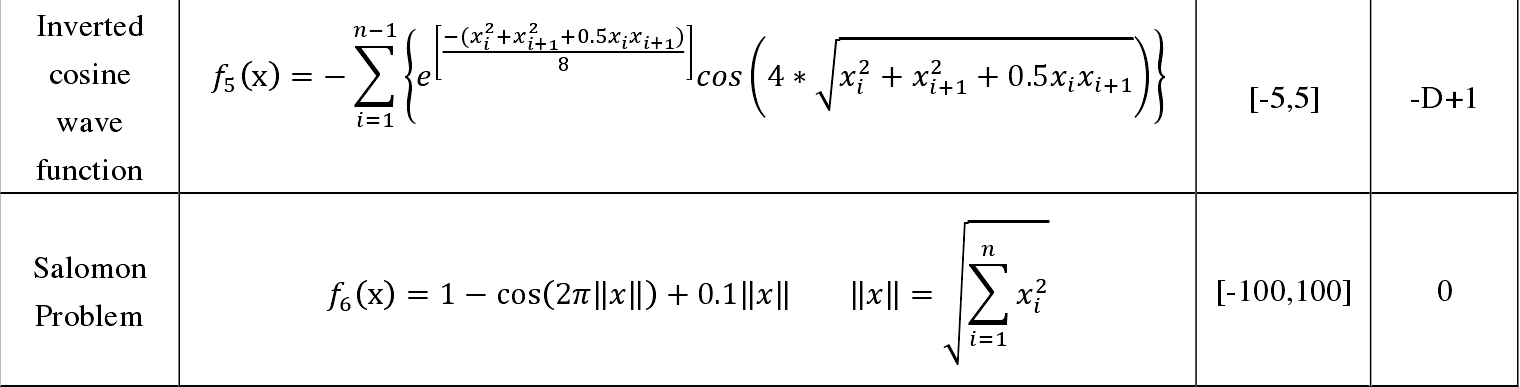 Inverted cosine wave function
f₅(x) = − ∑_{i=1}^{n−1} { e^{[−(x_i^2+x_{i+1}^2+0.5x_i x_{i+1})/8]} cos(4 * √(x_i^2 + x_{i+1}^2 + 0.5x_i x_{i+1})) }
[-5,5]
-D+1
Salomon Problem
f₆(x) = 1 − cos(2π‖x‖) + 0.1‖x‖ ‖x‖ = √(∑_{i=1}^{n} x_i^2)
[-100,100]
0